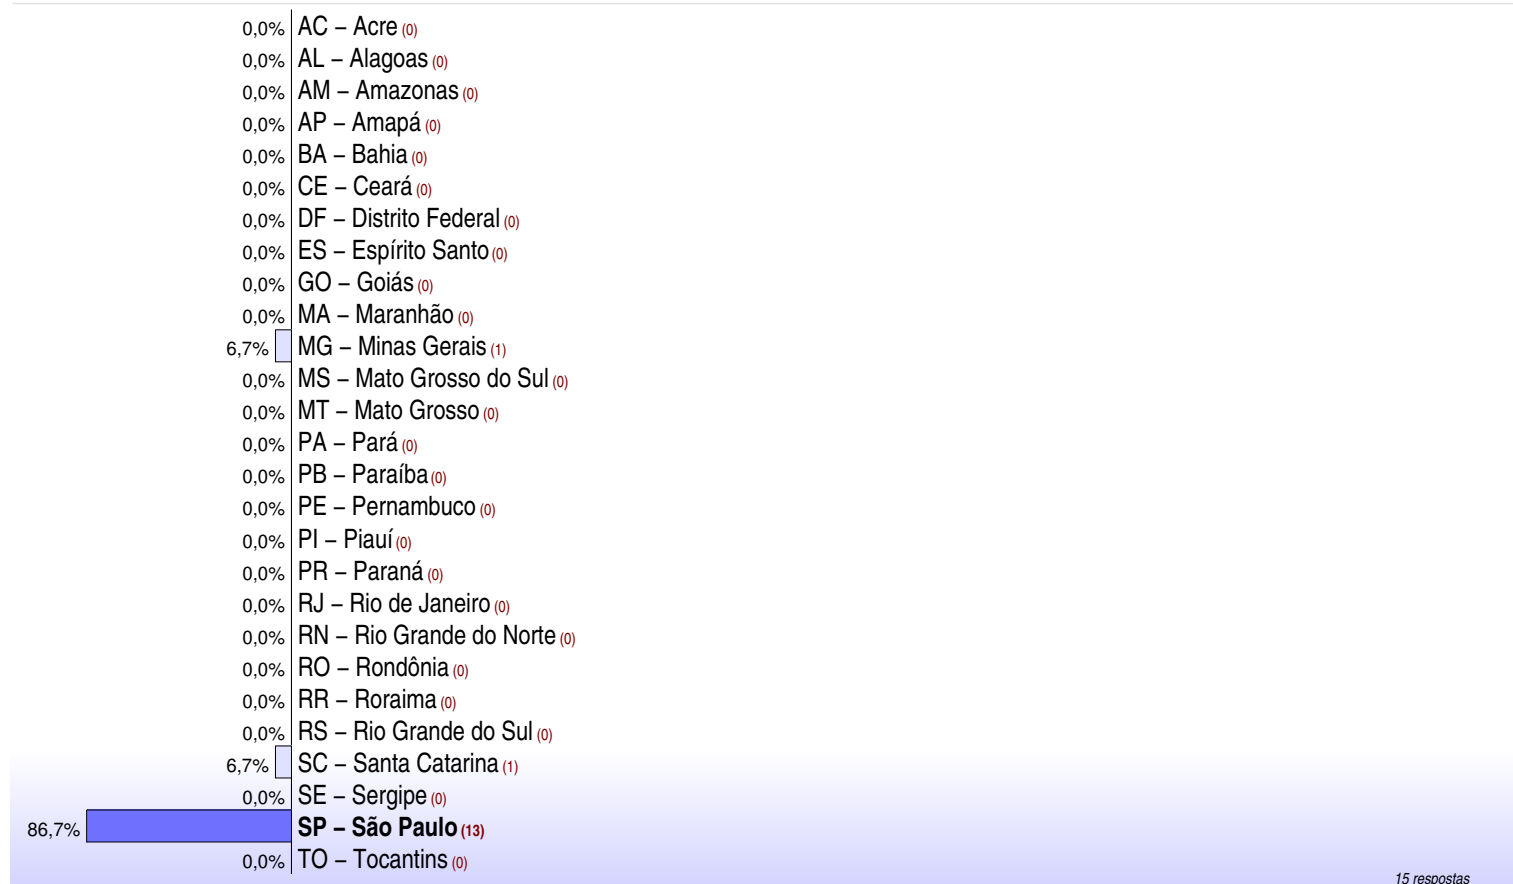 0,0% AC – Acre (0)
0,0% AL – Alagoas (0)
0,0% AM – Amazonas (0)
0,0% AP – Amapá (0)
0,0% BA – Bahia (0)
0,0% CE – Ceará (0)
0,0% DF – Distrito Federal (0)
0,0% ES – Espírito Santo (0)
0,0% GO – Goiás (0)
0,0% MA – Maranhão (0)
6,7% MG – Minas Gerais (1)
0,0% MS – Mato Grosso do Sul (0)
0,0% MT – Mato Grosso (0)
0,0% PA – Pará (0)
0,0% PB – Paraíba (0)
0,0% PE – Pernambuco (0)
0,0% PI – Piauí (0)
0,0% PR – Paraná (0)
0,0% RJ – Rio de Janeiro (0)
0,0% RN – Rio Grande do Norte (0)
0,0% RO – Rondônia (0)
0,0% RR – Roraima (0)
0,0% RS – Rio Grande do Sul (0)
6,7% SC – Santa Catarina (1)
0,0% SE – Sergipe (0)
86,7% SP – São Paulo (13)
0,0% TO – Tocantins (0)
15 respostas